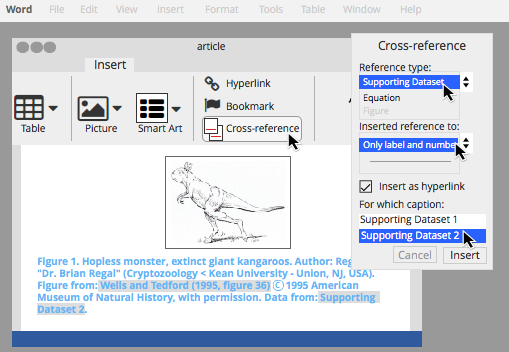 Word File Edit View Insert Format Tools Table Window Help
article
Insert
Hyperlink
Bookmark
Cross-reference
Table
Picture
Smart Art
Figure 1. Hopless monster, extinct giant kangaroos. Author: Reg
"Dr. Brian Regal" (Cryptozoology < Kean University - Union, NJ, USA).
Figure from: Wells and Tedford (1995, figure 36) ©1995 American
Museum of Natural History, with permission. Data from: Supporting
Dataset 2.
Cross-reference
Reference type:
Supporting Dataset
Equation
Figure
Inserted reference to:
Only label and numbe
Insert as hyperlink
For which caption:
Supporting Dataset 1
Supporting Dataset 2
Cancel
Insert